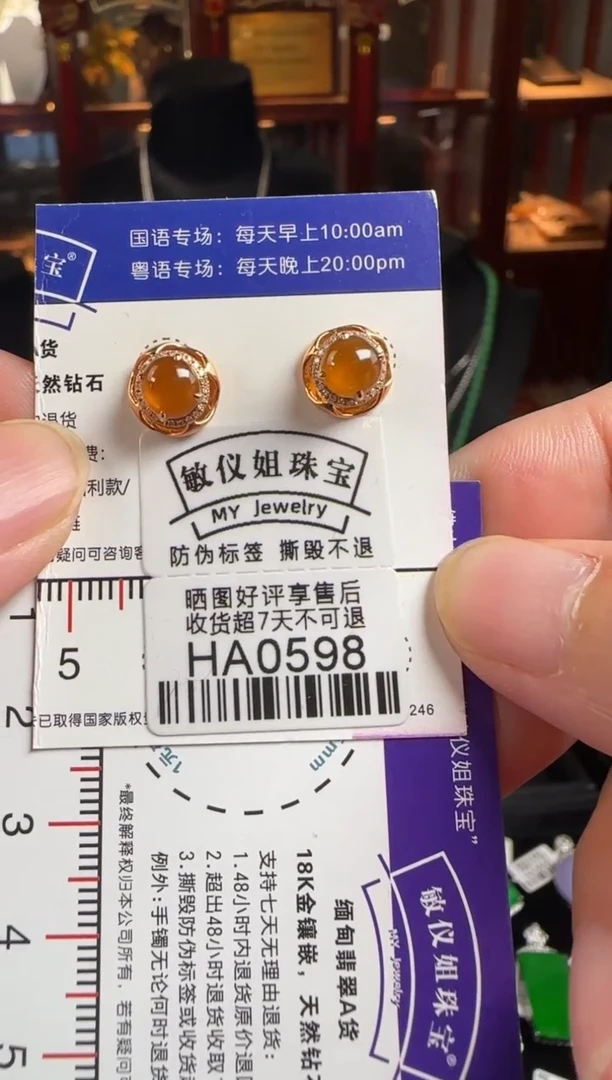 国语专场：每天早上10:00am
粤语专场：每天晚上20:00pm
宝®
货
然钻石
退货
费：
利款/
疑问可咨询客
敏仪姐珠宝
MY Jewelry
防伪标签 撕毁不退
晒图好评享售后
收货超7天不可退
HA0598
5
已取得国家版权
246
1
2
3
4
5
1元
mm
仪姐珠宝”
敏仪姐珠宝®
MY Jewelry
缅甸翡翠A货
18K金镶嵌，天然钻
支持七天无理由退货：
1.48小时内退货原价退
2.超出48小时退货收取
3.撕毁防伪标签或收货
例外：手镯无论何时退货
*最终解释权归本公司所有，若有疑问